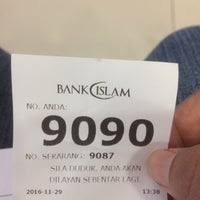 BANK ISLAM
NO. ANDA:
9090
NO. SEKARANG: 9087
SILA DUDUK, ANDA AKAN
DILAYAN SEBENTAR LAGI.
2016-11-29 13:38